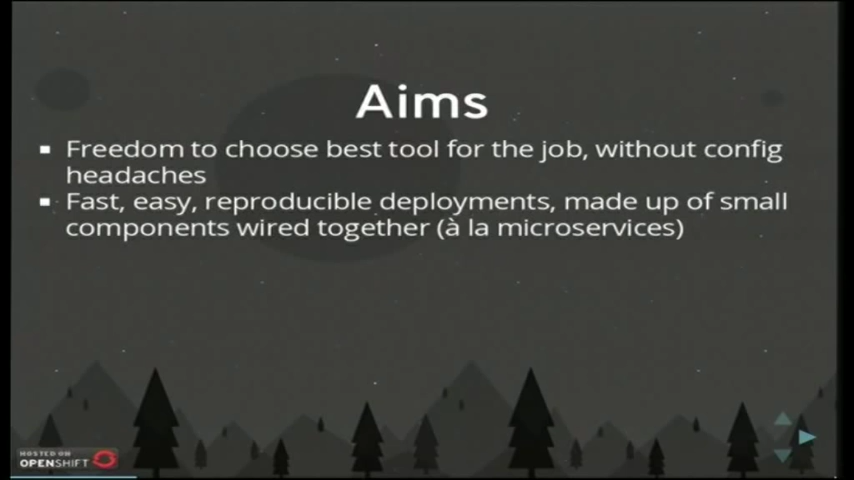 Aims
Freedom to choose best tool for the job, without config
headaches
Fast, easy, reproducible deployments, made up of small
components wired together (à la microservices)
HOSTED ON
OPENSHIFT